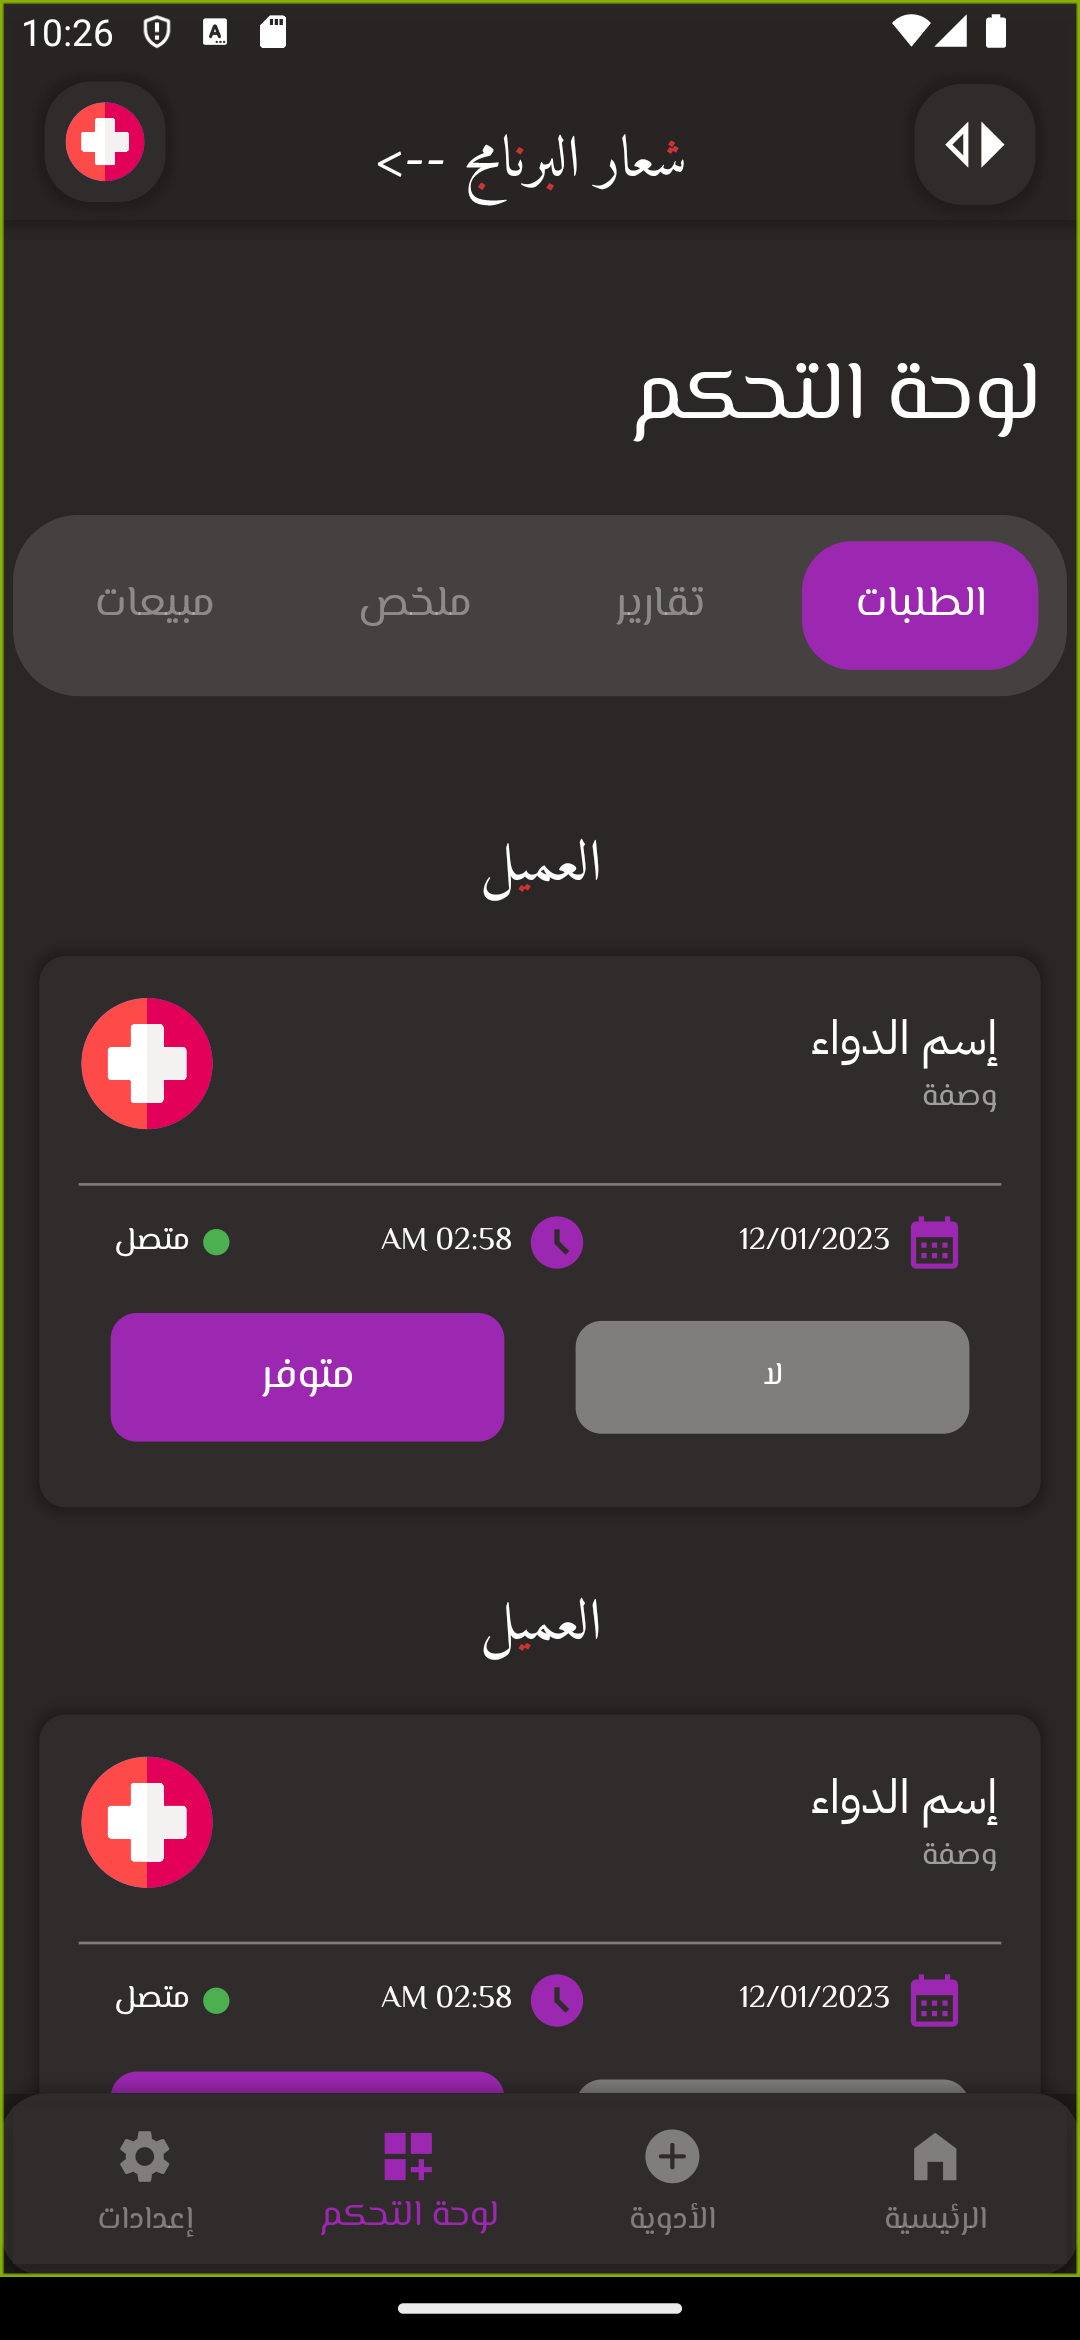 10:26
شعار البرنامج -->
لوحة التحكم
الطلبات
تقارير
ملخص
مبيعات
العميل
إسم الدواء
وصفة
12/01/2023
02:58 AM
متصل
لا
متوفر
العميل
إسم الدواء
وصفة
12/01/2023
02:58 AM
متصل
الرئيسية
الأدوية
لوحة التحكم
إعدادات